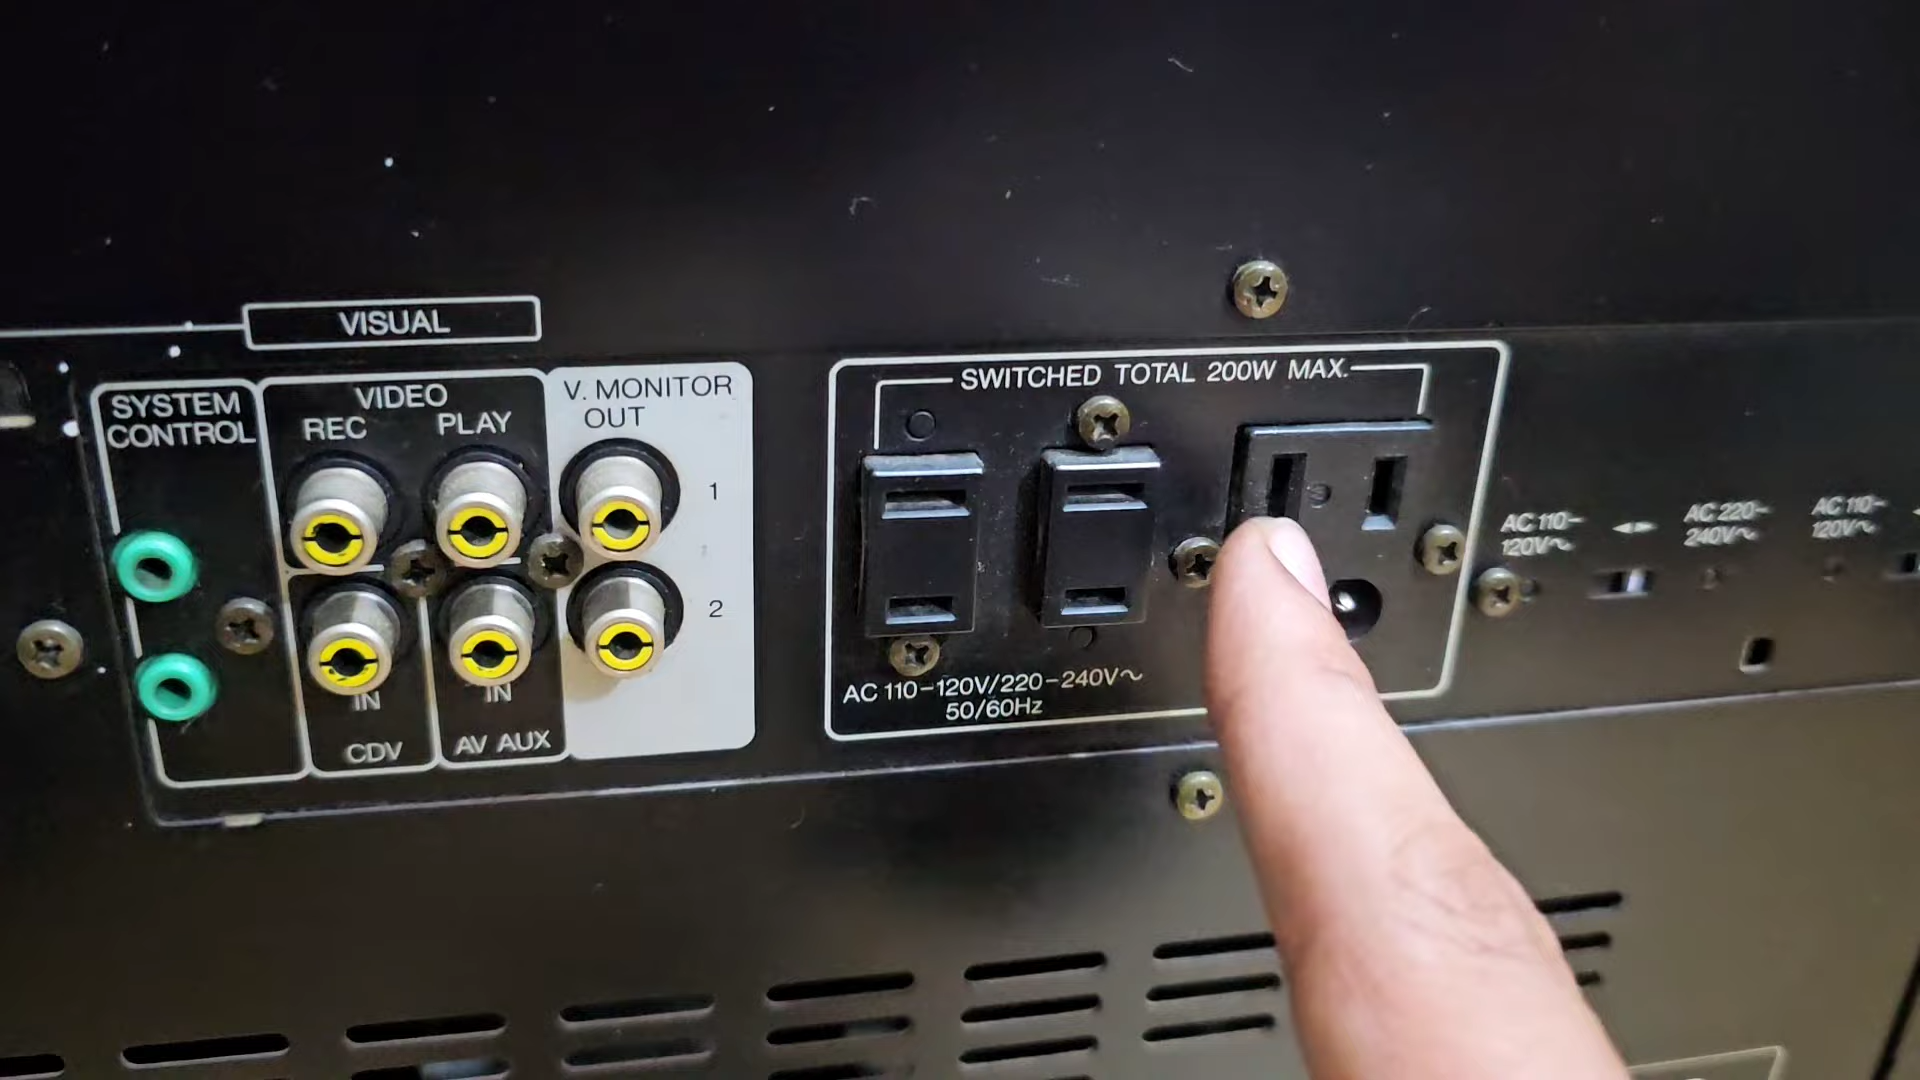 VISUAL
SYSTEM
CONTROL
VIDEO
REC PLAY
IN IN
CDV AV AUX
V. MONITOR
OUT
1
2
SWITCHED TOTAL 200W MAX.
AC 110–120V/220–240V~
50/60Hz
AC 110–
120V~
AC 220–
240V~
AC 110–
120V~